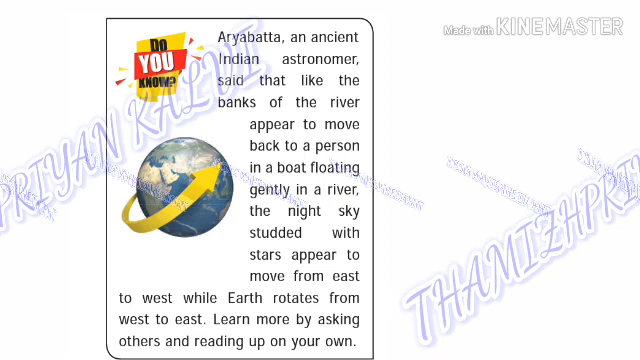 Made with KINEMASTER
Do
YOU
KNOW?
Aryabatta, an ancient
Indian astronomer,
said that like the
banks of the river
appear to move
back to a person
in a boat floating
gently in a river,
the night sky
studded with
stars appear to
move from east
to west while Earth rotates from
west to east. Learn more by asking
others and reading up on your own.
PRIYAN KALVI
THAMIZHPRIY